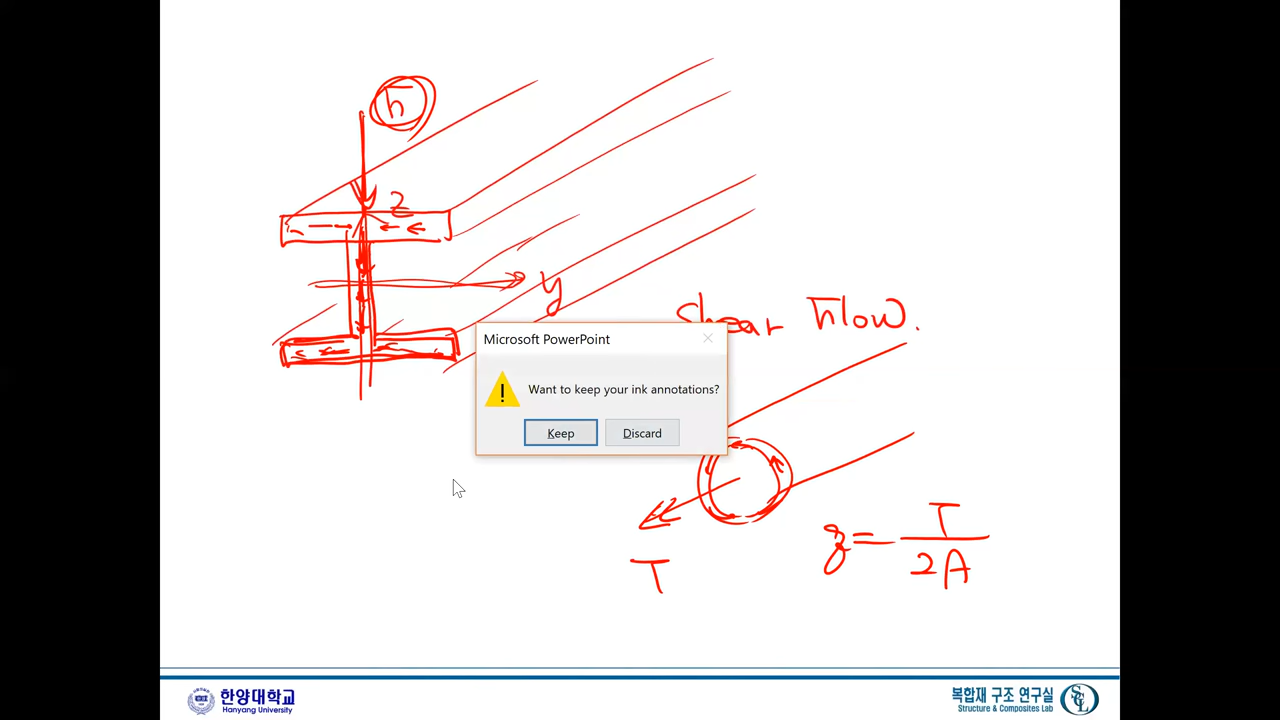 F
z
y
Shear Flow.
Microsoft PowerPoint
Want to keep your ink annotations?
Keep
Discard
T
q = T
2A
한양대학교
Hanyang University
복합재 구조 연구실
Structure & Composites Lab